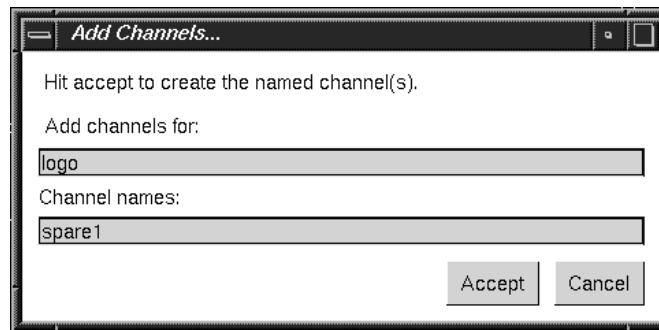 Add Channels...
Hit accept to create the named channel(s).
Add channels for:
logo
Channel names:
spare1
Accept Cancel